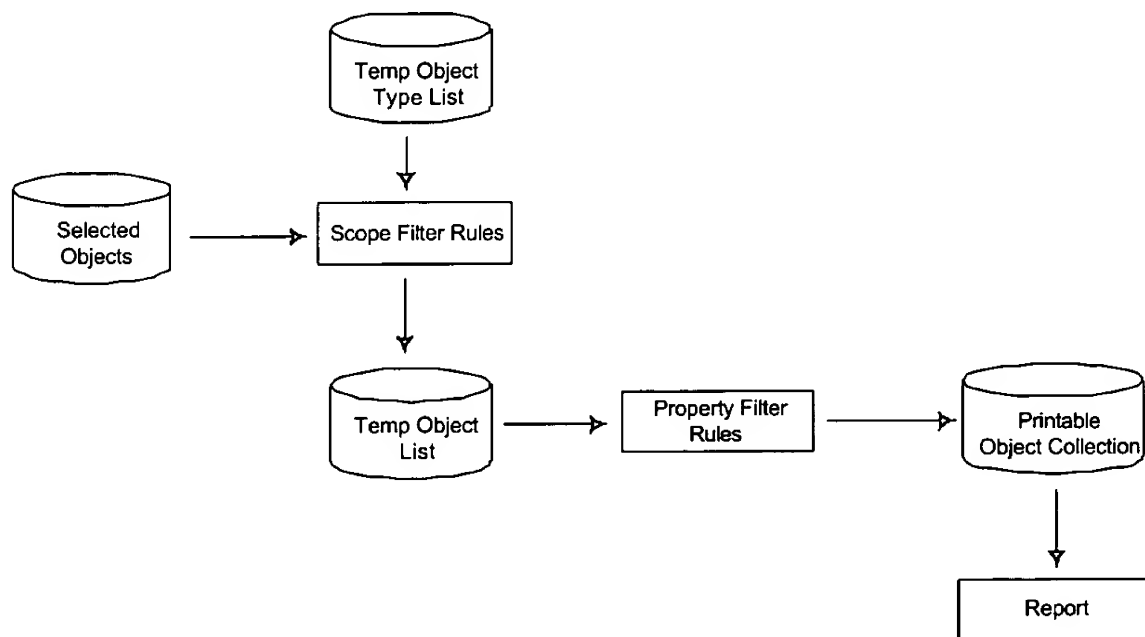 Temp Object
Type List
Selected
Objects
Scope Filter Rules
Temp Object
List
Property Filter
Rules
Printable
Object Collection
Report